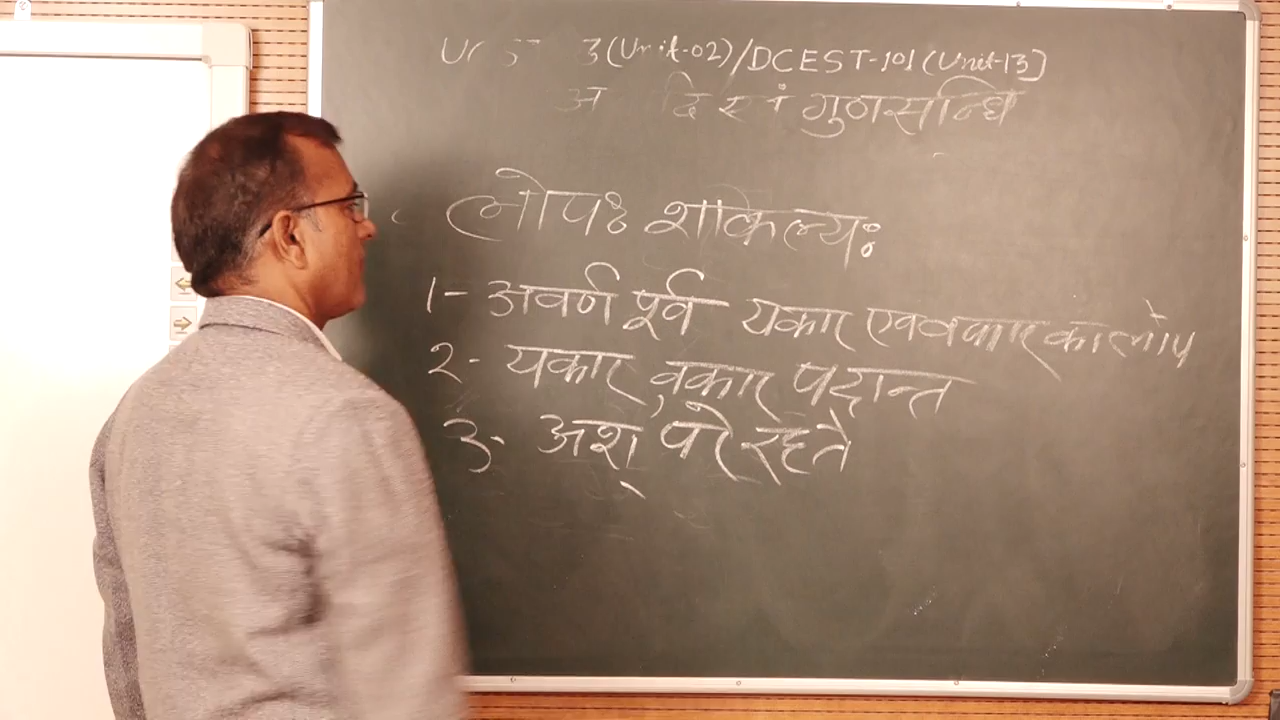 3(Unit-02)/DCEST-101(Unit-13)
गुणसन्धि
लोपः शाकल्यः
1- अवर्ण पूर्व यकार एवं वकार का लोप
2- यकार, वकार पदान्त
3- अश् परे रहते